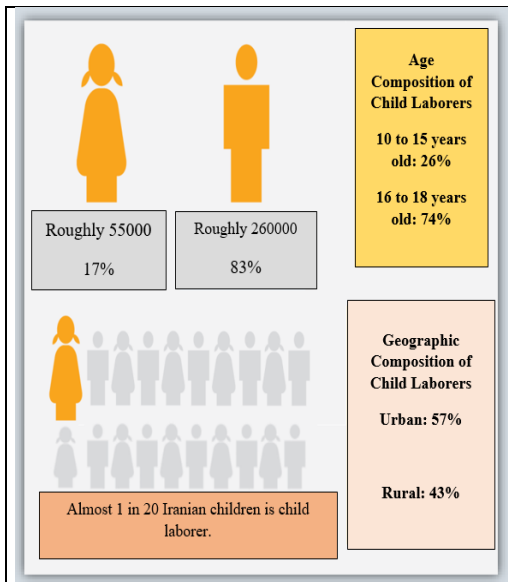 Age
Composition of
Child Laborers
10 to 15 years
old: 26%
16 to 18 years
old: 74%
Roughly 55000
17%
Roughly 260000
83%
Geographic
Composition of
Child Laborers
Urban: 57%
Rural: 43%
Almost 1 in 20 Iranian children is child
laborer.